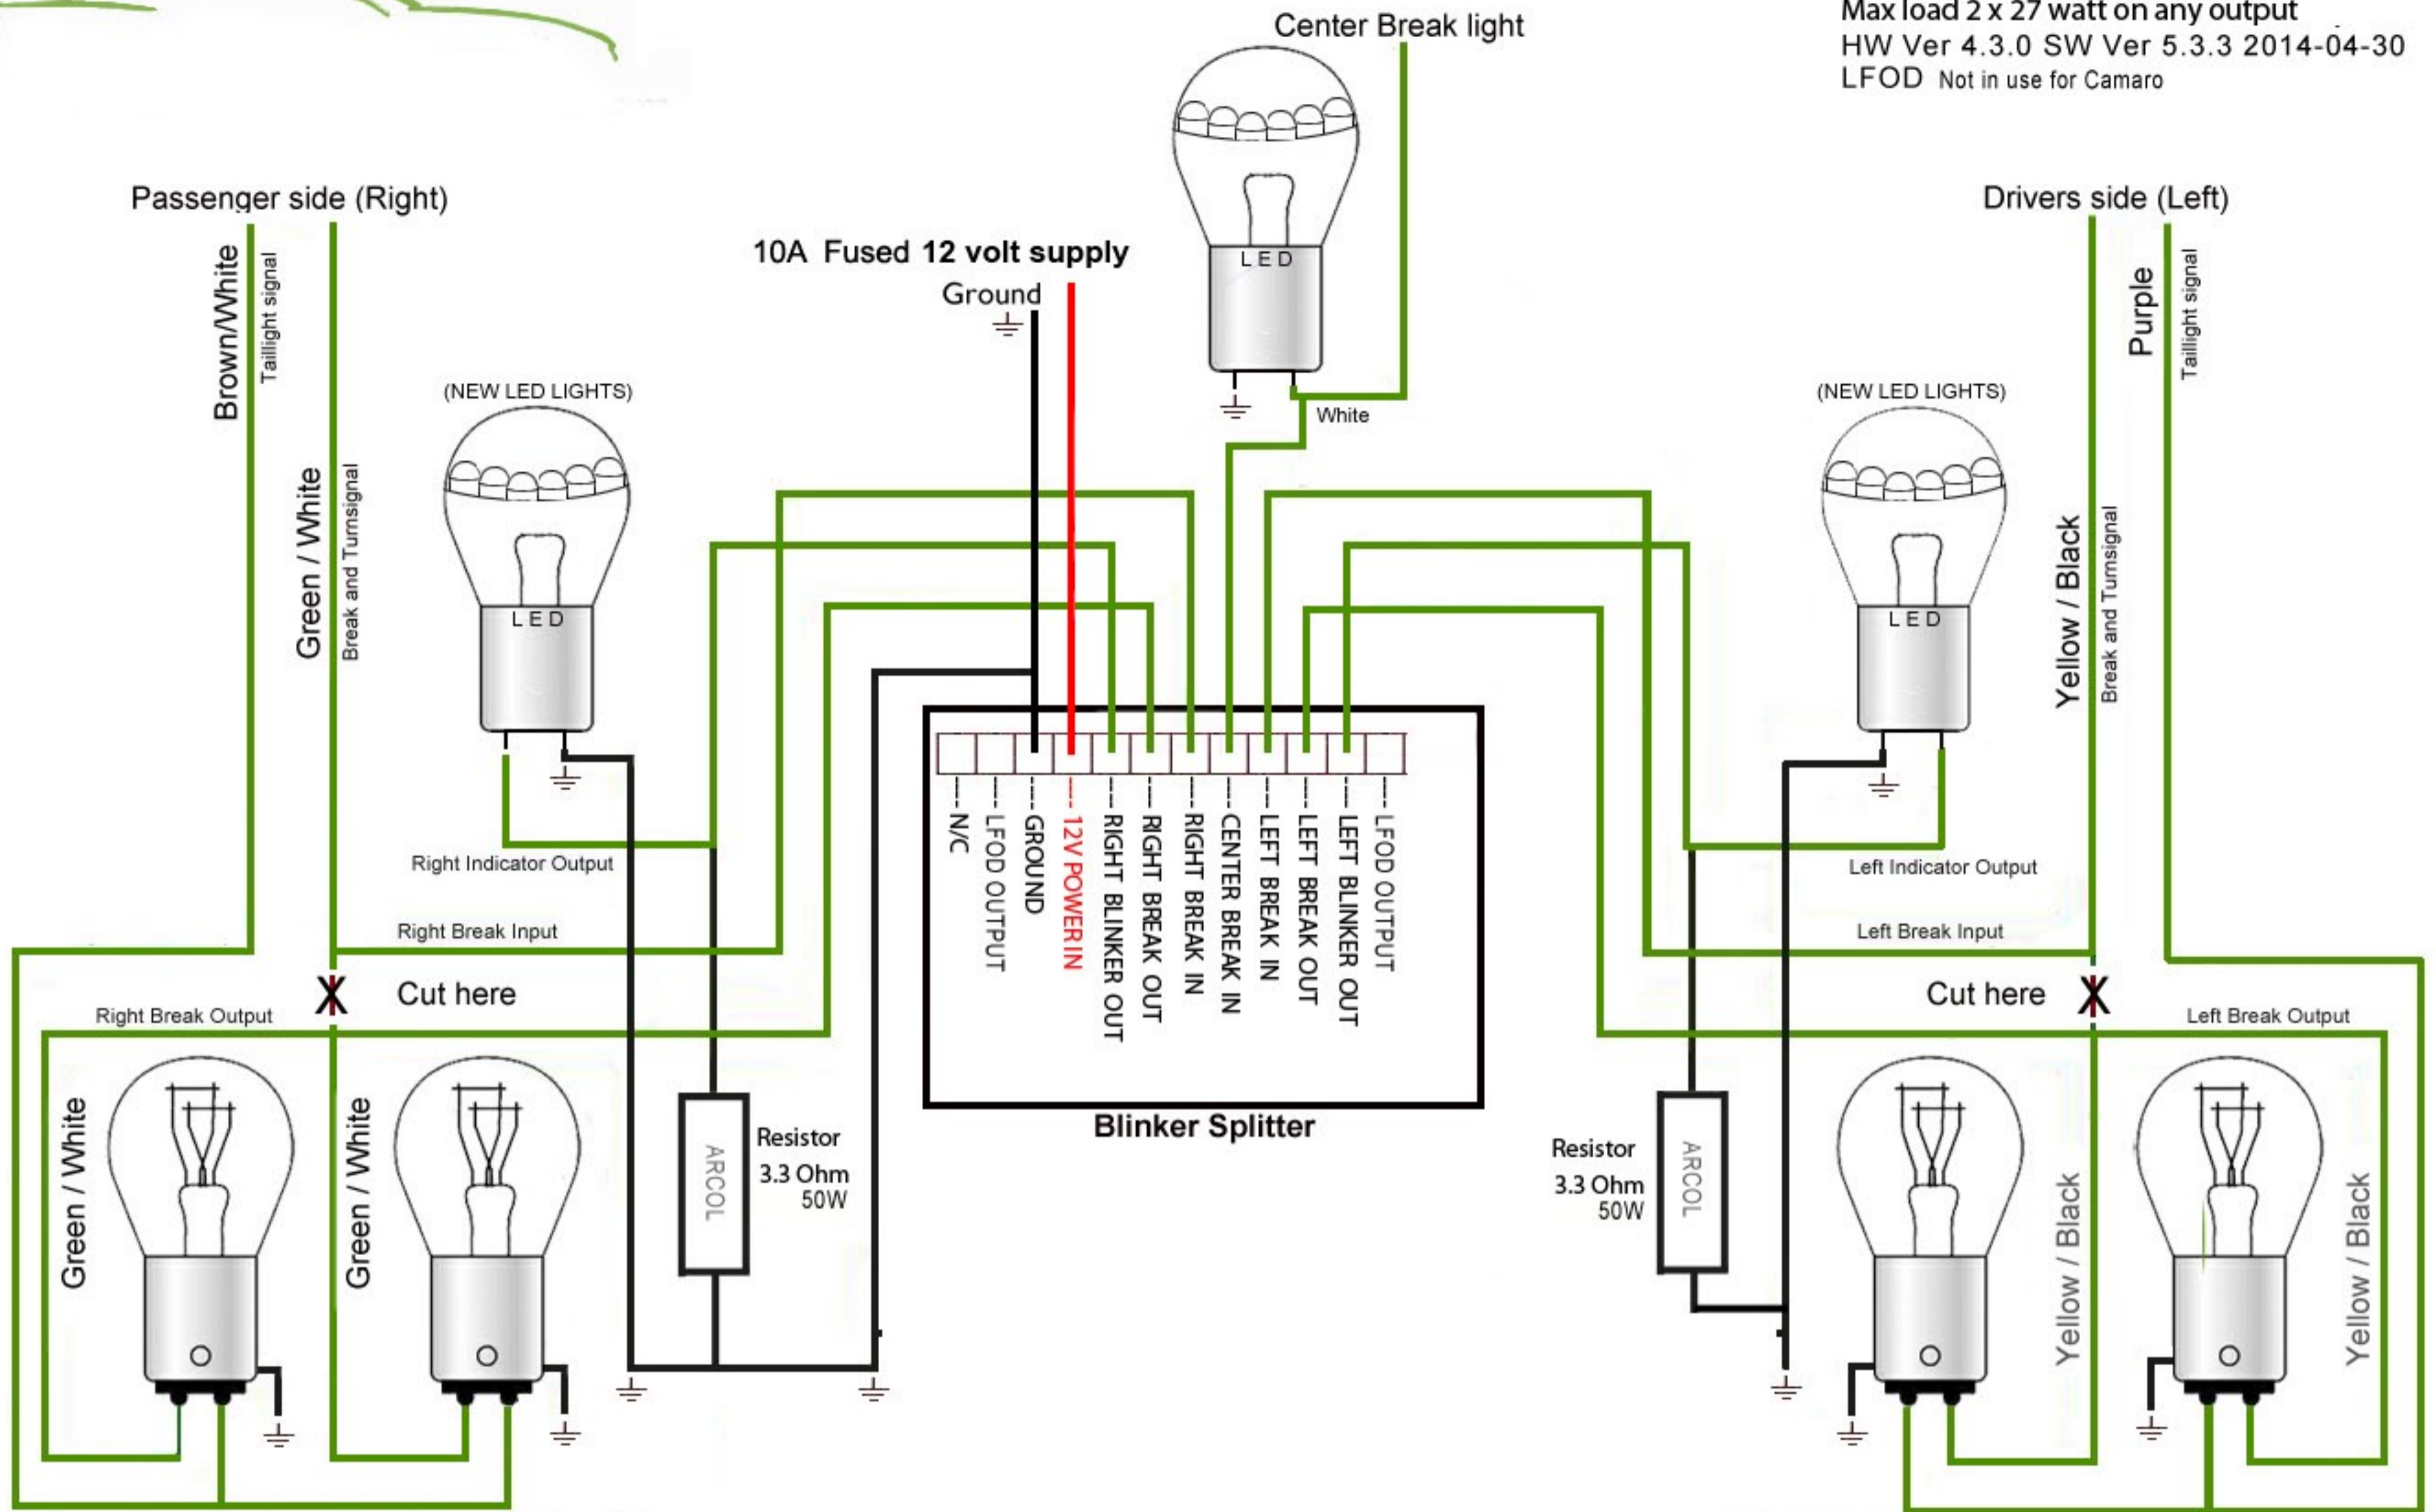 Center Break light
Max load 2 x 27 watt on any output
HW Ver 4.3.0 SW Ver 5.3.3 2014-04-30
LFOD Not in use for Camaro
Passenger side (Right)
Drivers side (Left)
10A Fused 12 volt supply
Ground
Brown/White
Taillight signal
Green / White
Break and Turnsignal
(NEW LED LIGHTS)
LED
LED
White
(NEW LED LIGHTS)
LED
Yellow / Black
Break and Turnsignal
Purple
Taillight signal
Right Indicator Output
Right Break Input
Cut here
X
Right Break Output
N/C
LFOD OUTPUT
GROUND
12V POWER IN
RIGHT BLINKER OUT
RIGHT BREAK OUT
RIGHT BREAK IN
CENTER BREAK IN
LEFT BREAK IN
LEFT BREAK OUT
LEFT BLINKER OUT
LFOD OUTPUT
Blinker Splitter
Left Indicator Output
Left Break Input
Cut here
X
Left Break Output
Green / White
Green / White
ARCOL
Resistor
3.3 Ohm
50W
Resistor
3.3 Ohm
50W
ARCOL
Yellow / Black
Yellow / Black